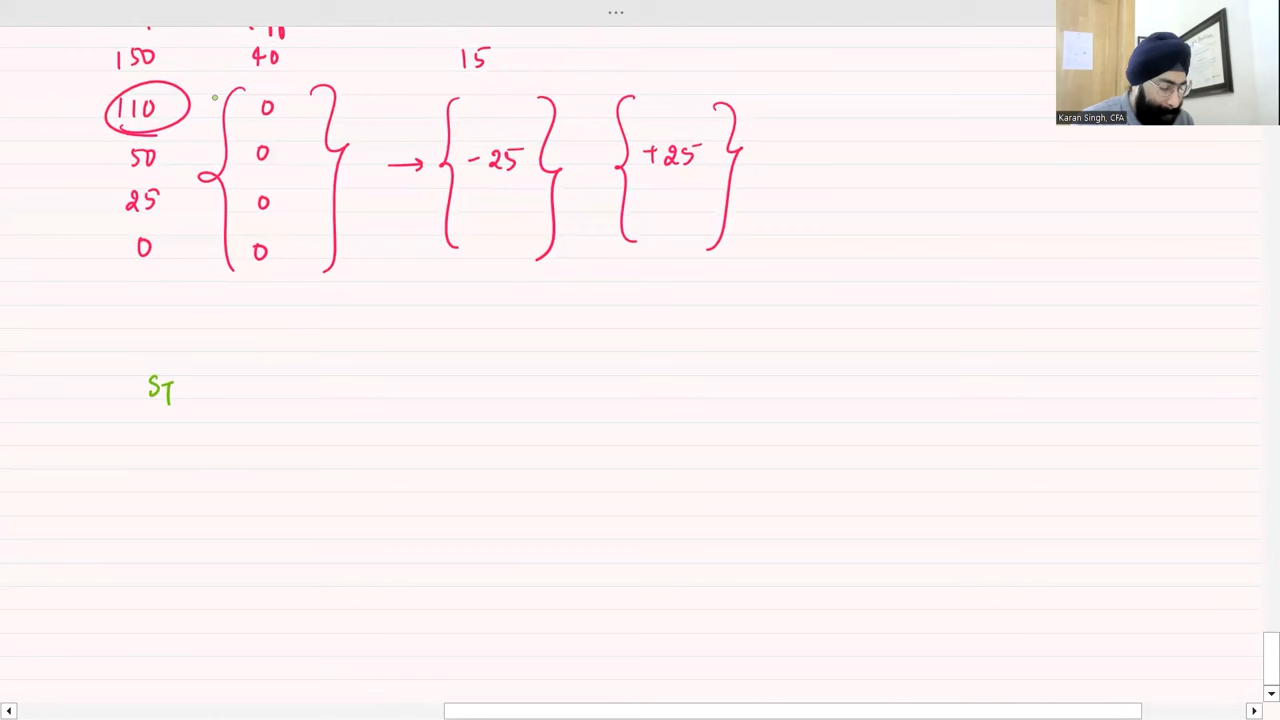 150 40 15
110 0
50 0 → - 25 + 25
25 0
0 0
ST
Karan Singh, CFA